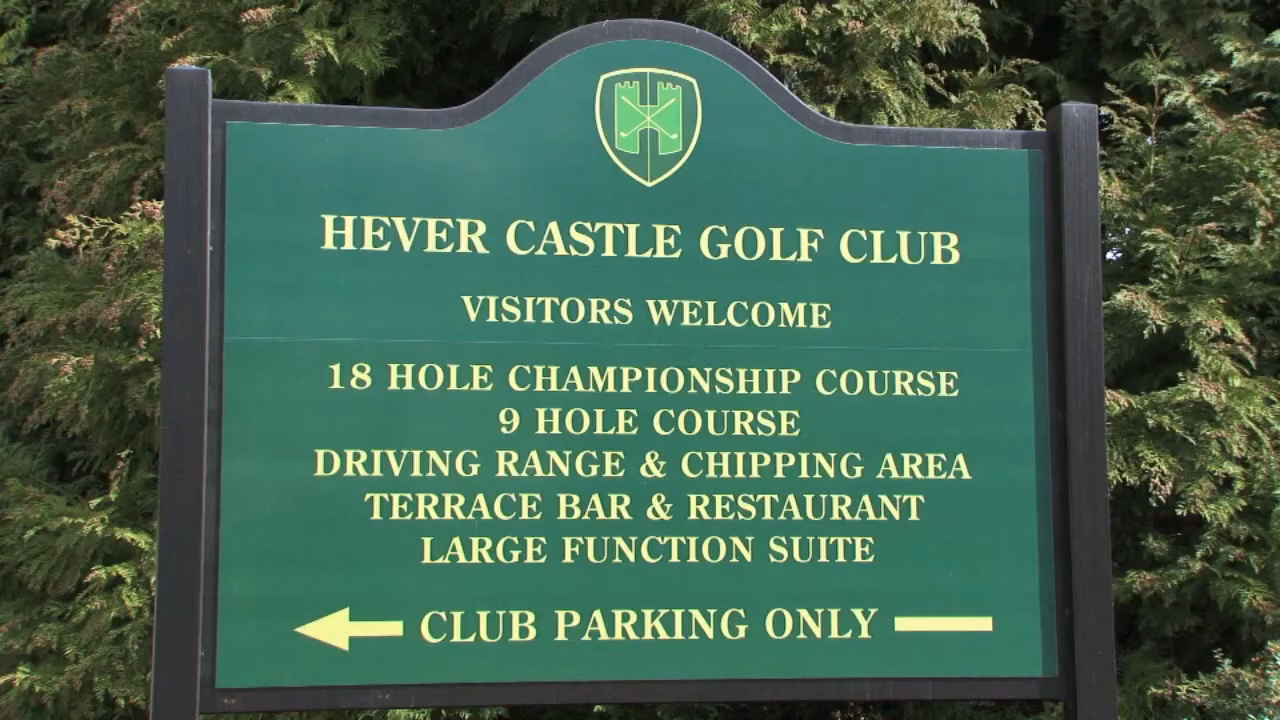 HEVER CASTLE GOLF CLUB
VISITORS WELCOME
18 HOLE CHAMPIONSHIP COURSE
9 HOLE COURSE
DRIVING RANGE & CHIPPING AREA
TERRACE BAR & RESTAURANT
LARGE FUNCTION SUITE
CLUB PARKING ONLY